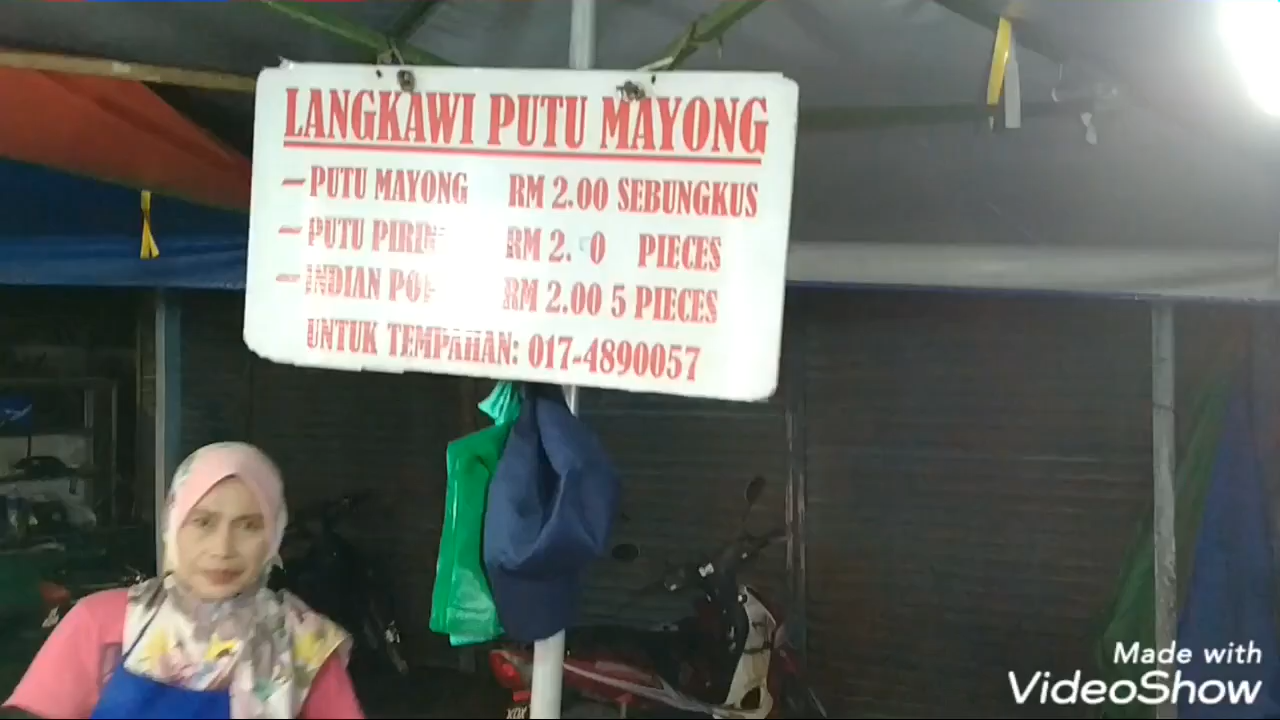 LANGKAWI PUTU MAYONG
- PUTU MAYONG RM 2.00 SEBUNGKUS
- PUTU RM PIECES
- INDIAN RM 2.00 5 PIECES
UNTUK TEMPAHAN: 017-4890057
Made with
VideoShow